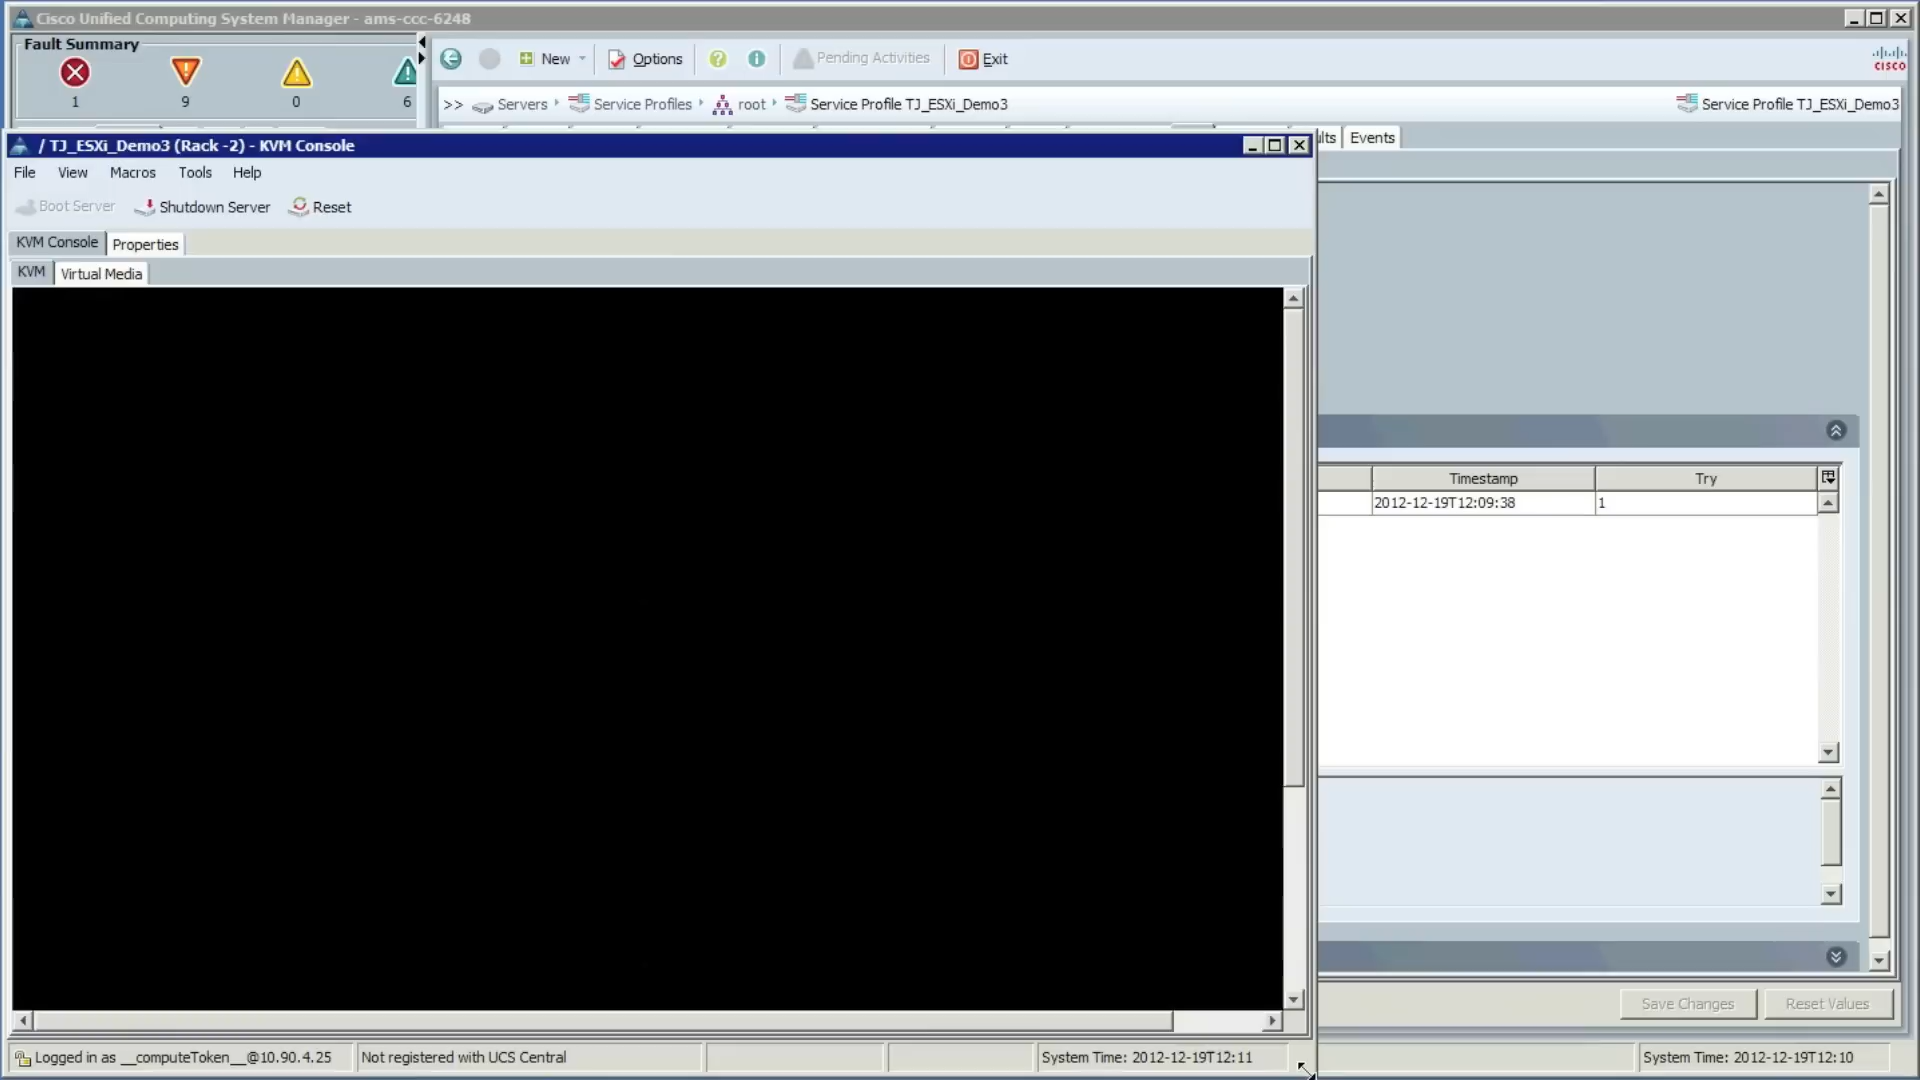 Cisco Unified Computing System Manager - ams-ccc-6248
Fault Summary
1 9 0 6
New Options Pending Activities Exit
cisco
>> Servers Service Profiles root Service Profile TJ_ESXi_Demo3
Service Profile TJ_ESXi_Demo3
/ TJ_ESXi_Demo3 (Rack -2) - KVM Console
Events
File View Macros Tools Help
Boot Server Shutdown Server Reset
KVM Console Properties
KVM Virtual Media
Timestamp Try
2012-12-19T12:09:38 1
Save Changes Reset Values
Logged in as __computeToken__@10.90.4.25 Not registered with UCS Central System Time: 2012-12-19T12:11
System Time: 2012-12-19T12:10